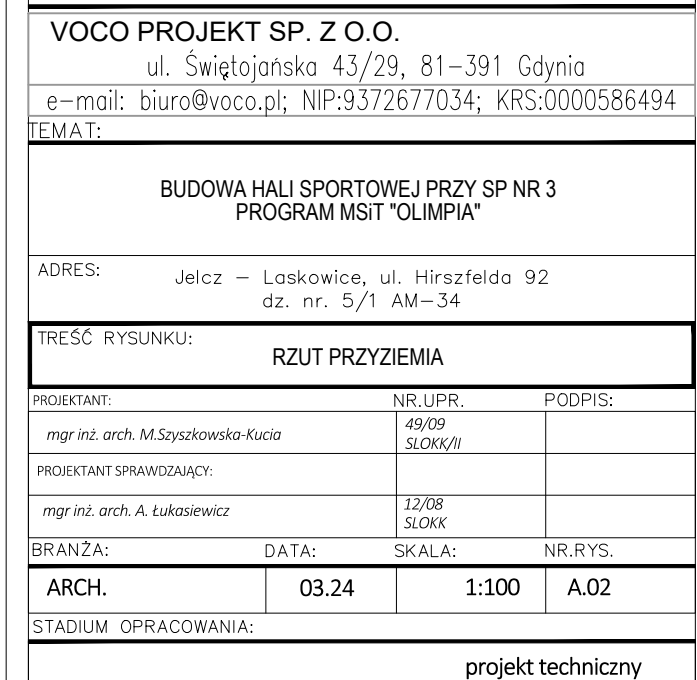 VOCO PROJEKT SP. Z O.O.
ul. Świętojańska 43/29, 81-391 Gdynia
e-mail: biuro@voco.pl; NIP:9372677034; KRS:0000586494
TEMAT:
BUDOWA HALI SPORTOWEJ PRZY SP NR 3
PROGRAM MSiT "OLIMPIA"
ADRES:
Jelcz – Laskowice, ul. Hirszfelda 92
dz. nr. 5/1 AM-34
TREŚĆ RYSUNKU:
RZUT PRZYZIEMIA
PROJEKTANT: NR.UPR. PODPIS:
mgr inż. arch. M.Szyszkowska-Kucia 49/09
SLOKK/II
PROJEKTANT SPRAWDZAJĄCY:
mgr inż. arch. A. Łukasiewicz 12/08
SLOKK
BRANŻA: DATA: SKALA: NR.RYS.
ARCH. 03.24 1:100 A.02
STADIUM OPRACOWANIA:
projekt techniczny